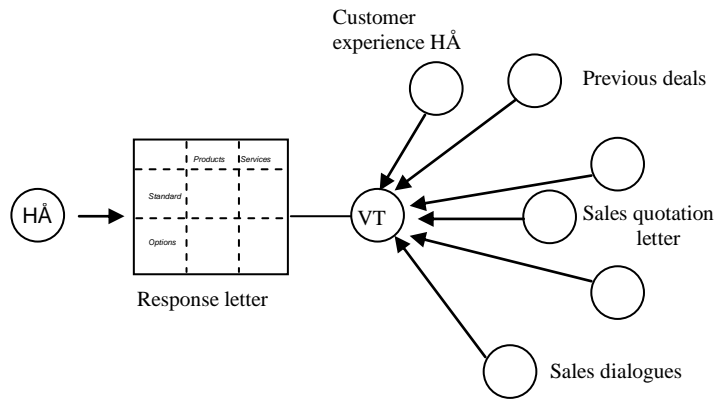 Customer
experience HÅ
Previous deals
Products Services
Standard
HÅ
VT
Sales quotation
letter
Options
Response letter
Sales dialogues